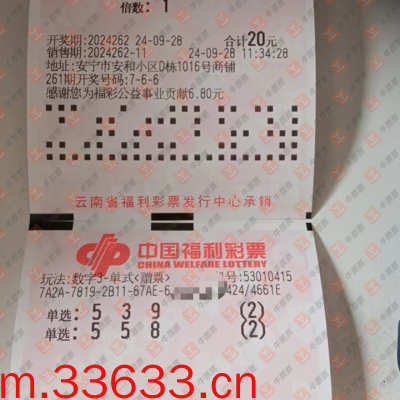 倍数: 1
开奖期:2024262 24-09-28 合计20元
销售期:2024262-11 24-09-28 11:34:28
地址:安宁市安和小区D栋1016号商铺
261期开奖号码:7-6-6
感谢您为福彩公益事业贡献6.80元
云南省福利彩票发行中心承销
中国福利彩票
CHINA WELFARE LOTTERY
玩法:数字3-单式<赠票> 号:53010415
7A2A-7819-2B11-67AE-6 424/4661E
单选: 5 3 9 (2)
单选: 5 5 8 (2)
m.33633.cn